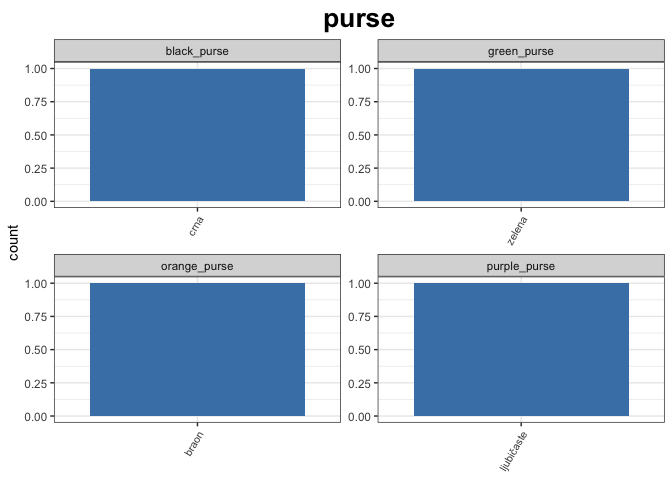 purse
black_purse
green_purse
1.00
0.75
0.50
0.25
0.00
1.00
0.75
0.50
0.25
0.00
crna
zelena
count
orange_purse
purple_purse
1.00
0.75
0.50
0.25
0.00
1.00
0.75
0.50
0.25
0.00
braon
ljubičaste